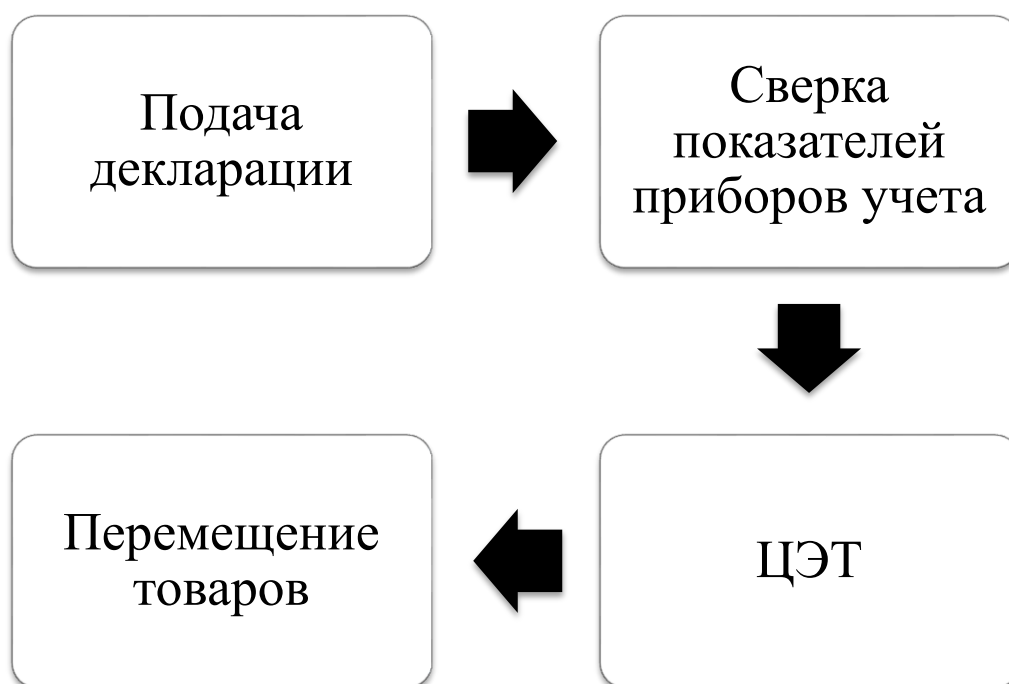 Подача
декларации
Сверка
показателей
приборов учета
ЦЭТ
Перемещение
товаров